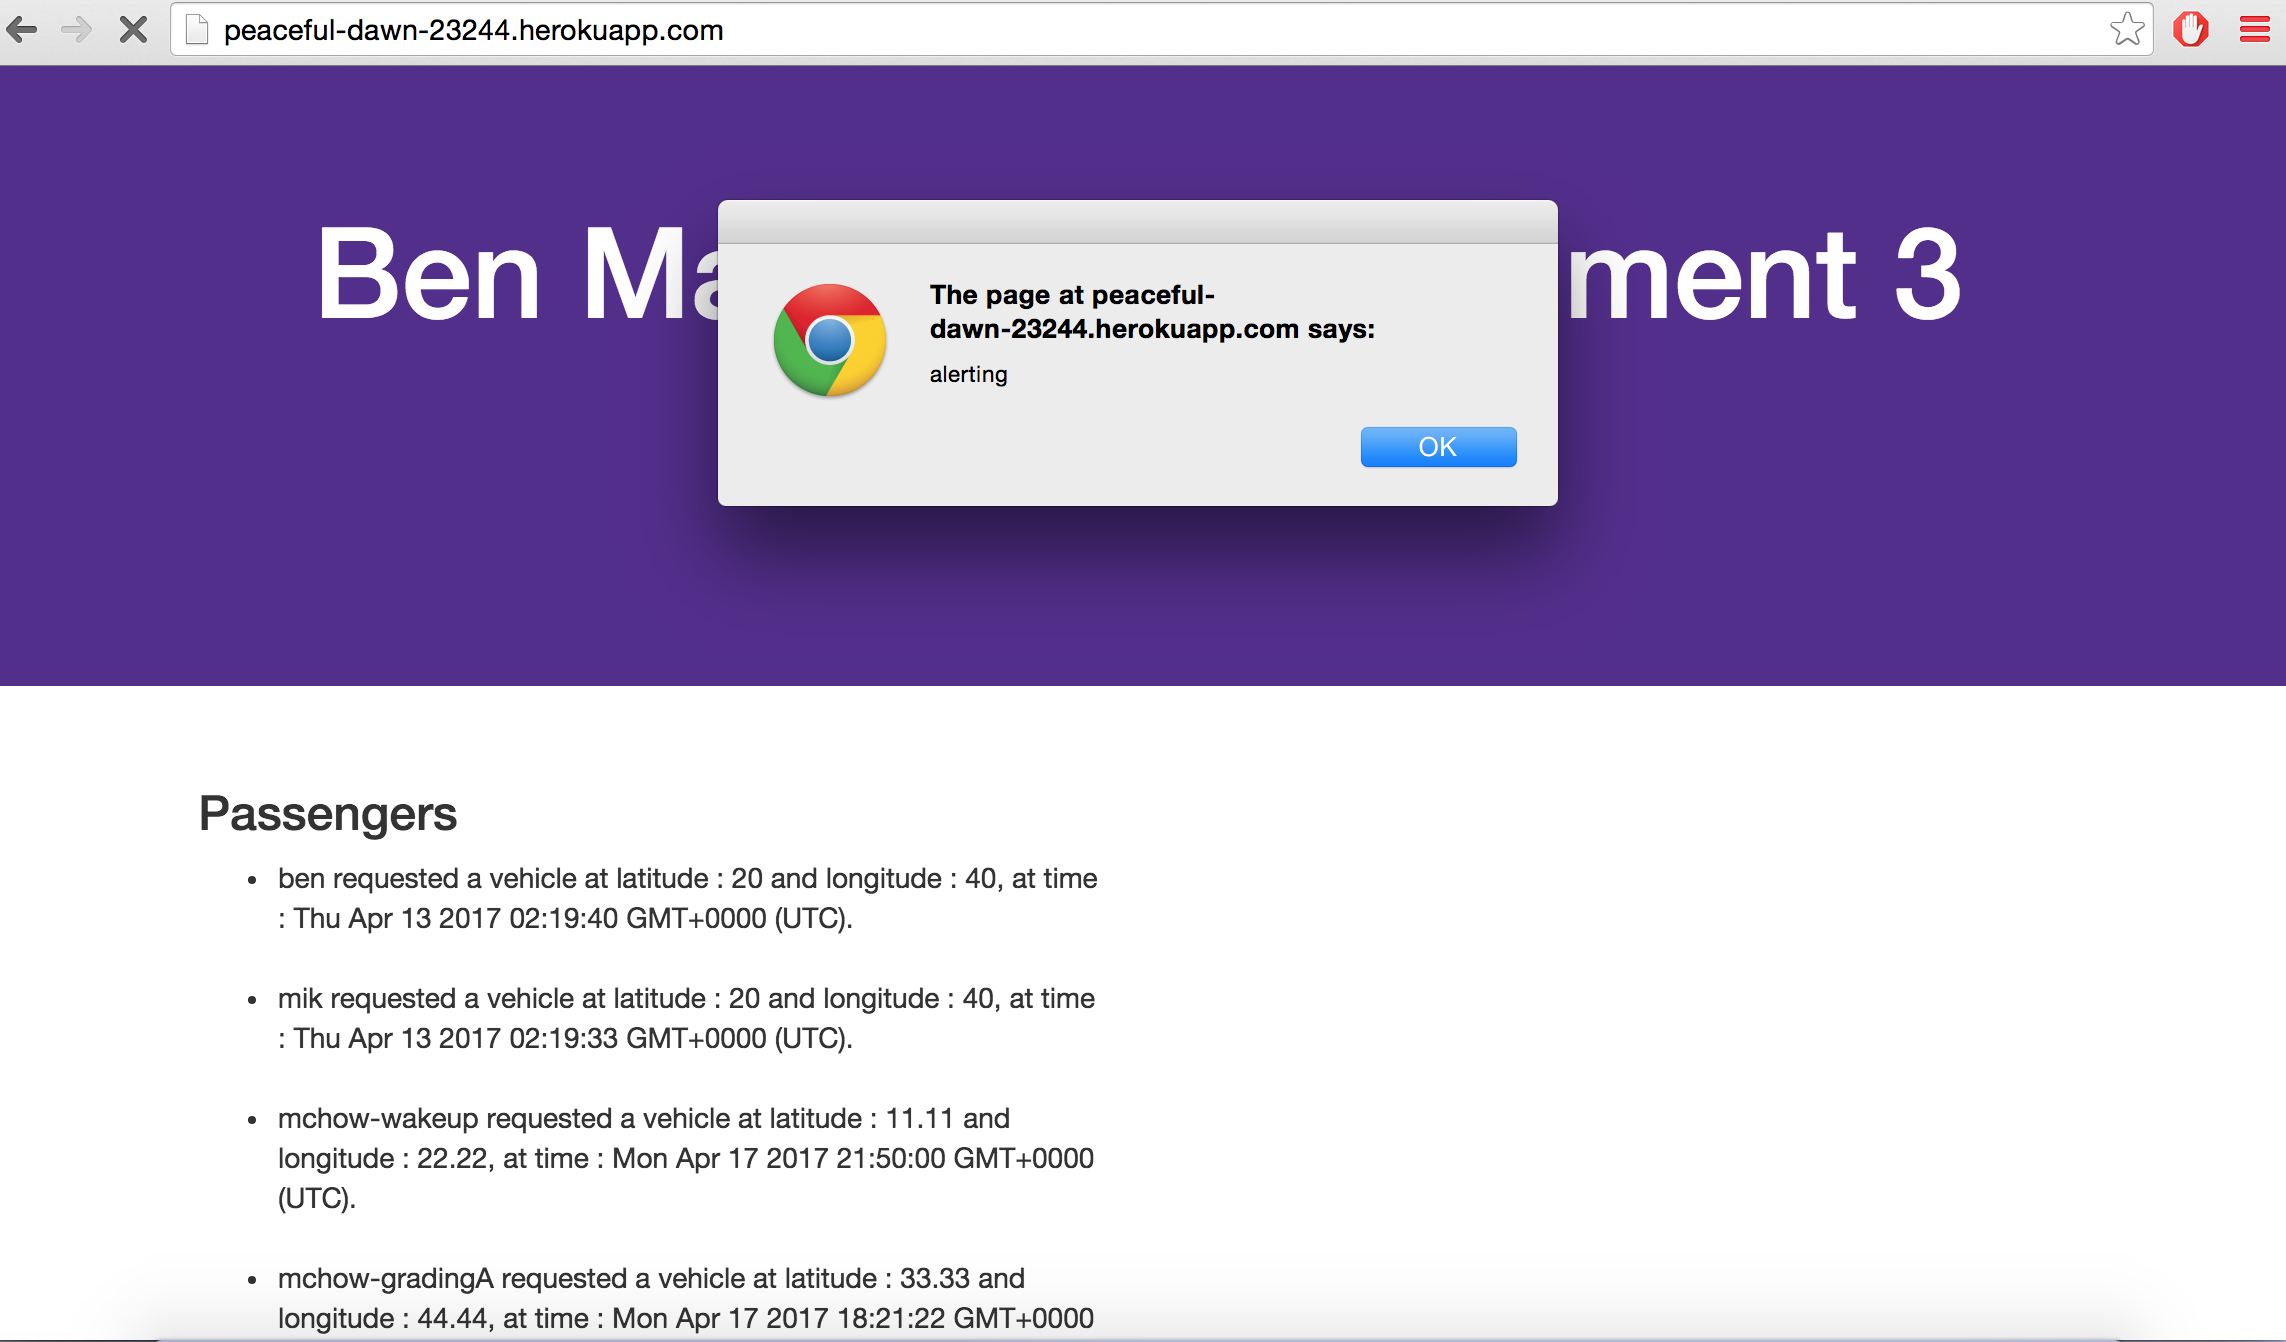 peaceful-dawn-23244.herokuapp.com
Ben Ma ment 3
The page at peaceful-
dawn-23244.herokuapp.com says:
alerting
OK
Passengers
ben requested a vehicle at latitude : 20 and longitude : 40, at time
: Thu Apr 13 2017 02:19:40 GMT+0000 (UTC).
mik requested a vehicle at latitude : 20 and longitude : 40, at time
: Thu Apr 13 2017 02:19:33 GMT+0000 (UTC).
mchow-wakeup requested a vehicle at latitude : 11.11 and
longitude : 22.22, at time : Mon Apr 17 2017 21:50:00 GMT+0000
(UTC).
mchow-gradingA requested a vehicle at latitude : 33.33 and
longitude : 44.44, at time : Mon Apr 17 2017 18:21:22 GMT+0000